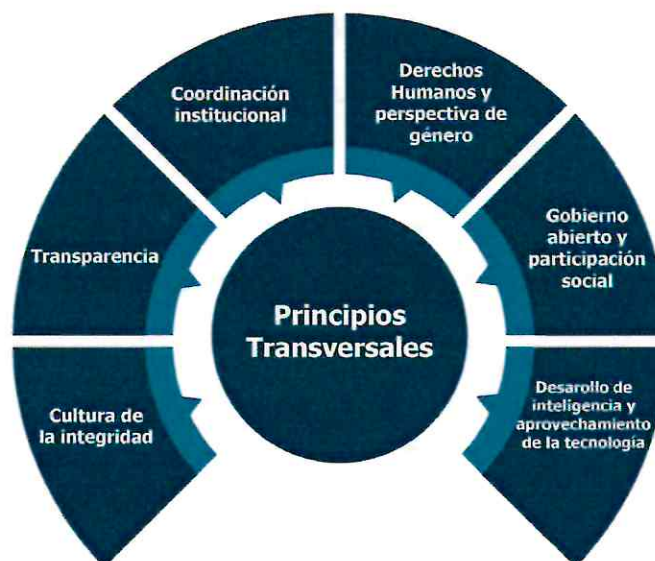 Principios
Transversales
Cultura de
la integridad
Transparencia
Coordinación
institucional
Derechos
Humanos y
perspectiva de
género
Gobierno
abierto y
participación
social
Desarollo de
inteligencia y
aprovechamiento
de la tecnología